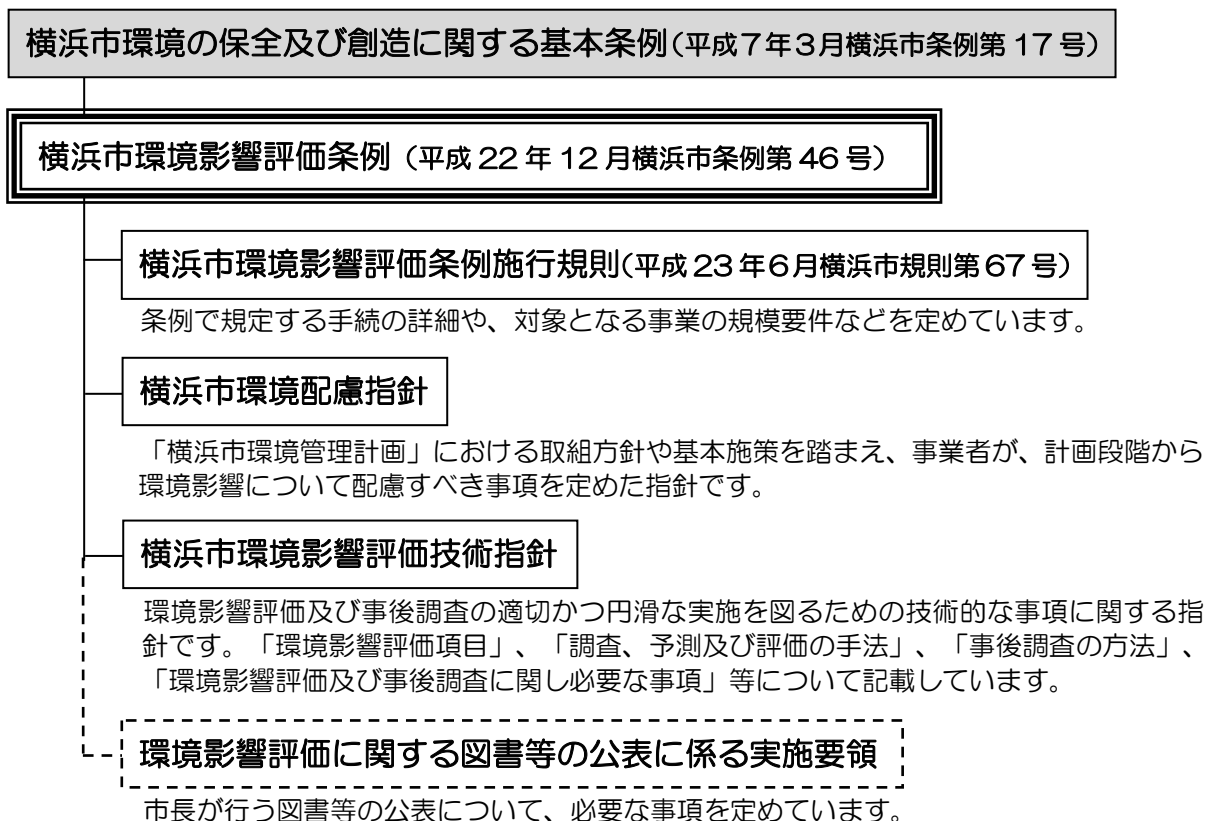 横浜市環境の保全及び創造に関する基本条例(平成7年3月横浜市条例第 17 号)
横浜市環境影響評価条例（平成 22 年 12 月横浜市条例第 46 号）
横浜市環境影響評価条例施行規則(平成 23 年6月横浜市規則第 67 号)
条例で規定する手続の詳細や、対象となる事業の規模要件などを定めています。
横浜市環境配慮指針
「横浜市環境管理計画」における取組方針や基本施策を踏まえ、事業者が、計画段階から
環境影響について配慮すべき事項を定めた指針です。
横浜市環境影響評価技術指針
環境影響評価及び事後調査の適切かつ円滑な実施を図るための技術的な事項に関する指
針です。「環境影響評価項目」、「調査、予測及び評価の手法」、「事後調査の方法」、
「環境影響評価及び事後調査に関し必要な事項」等について記載しています。
環境影響評価に関する図書等の公表に係る実施要領
市長が行う図書等の公表について、必要な事項を定めています。